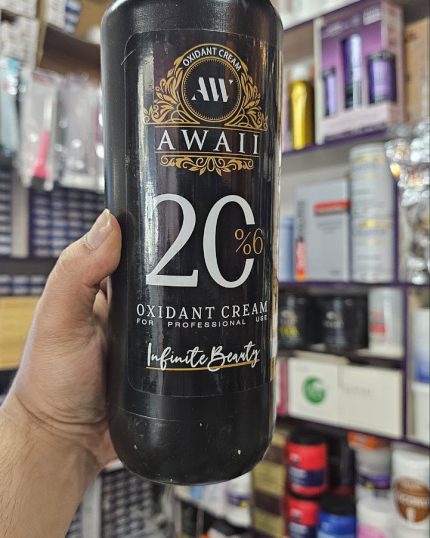 OXIDANT CREAM
AW
AWAII
20
%6
OXIDANT CREAM
FOR PROFESSIONAL USE
Infinite Beauty